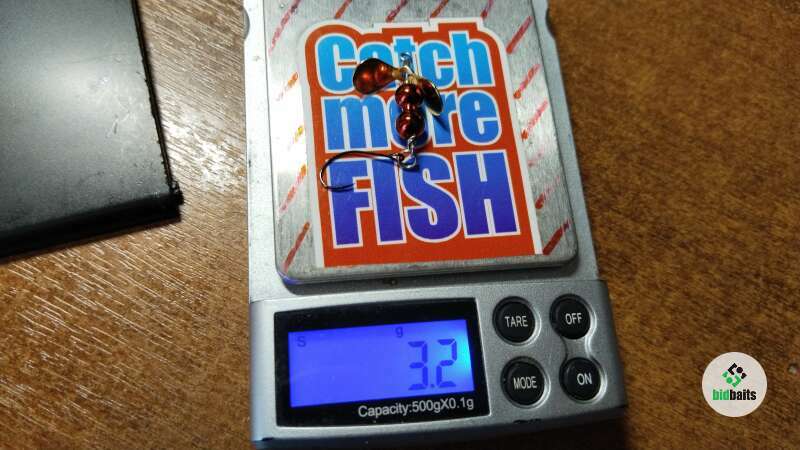 Catch
more
FISH
S g
3.2
Capacity:500gX0.1g
TARE OFF
MODE ON
bidbaits